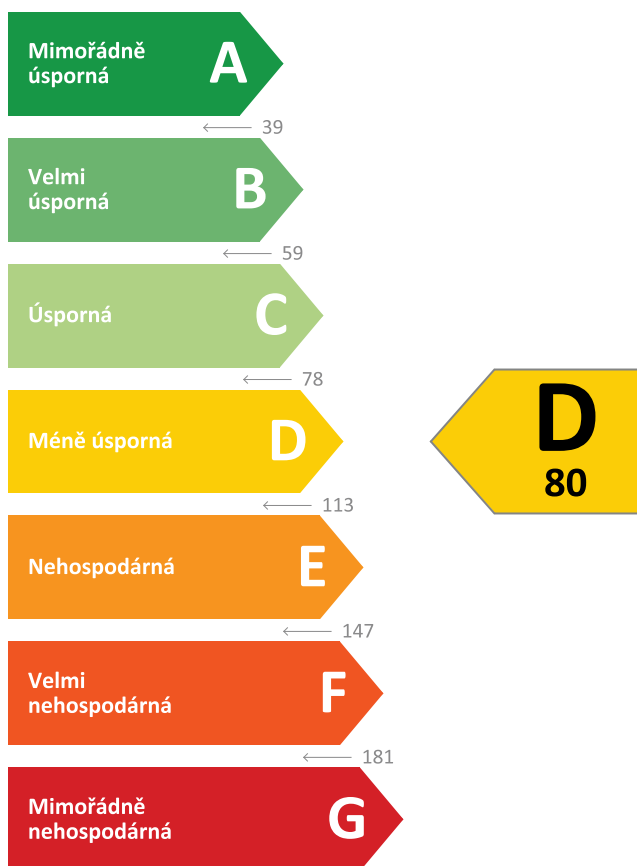 Mimořádně
úsporná
A
39
Velmi
úsporná
B
59
Úsporná
C
78
Méně úsporná
D
113
Nehospodárná
E
147
Velmi
nehospodárná
F
181
Mimořádně
nehospodárná
G
D
80